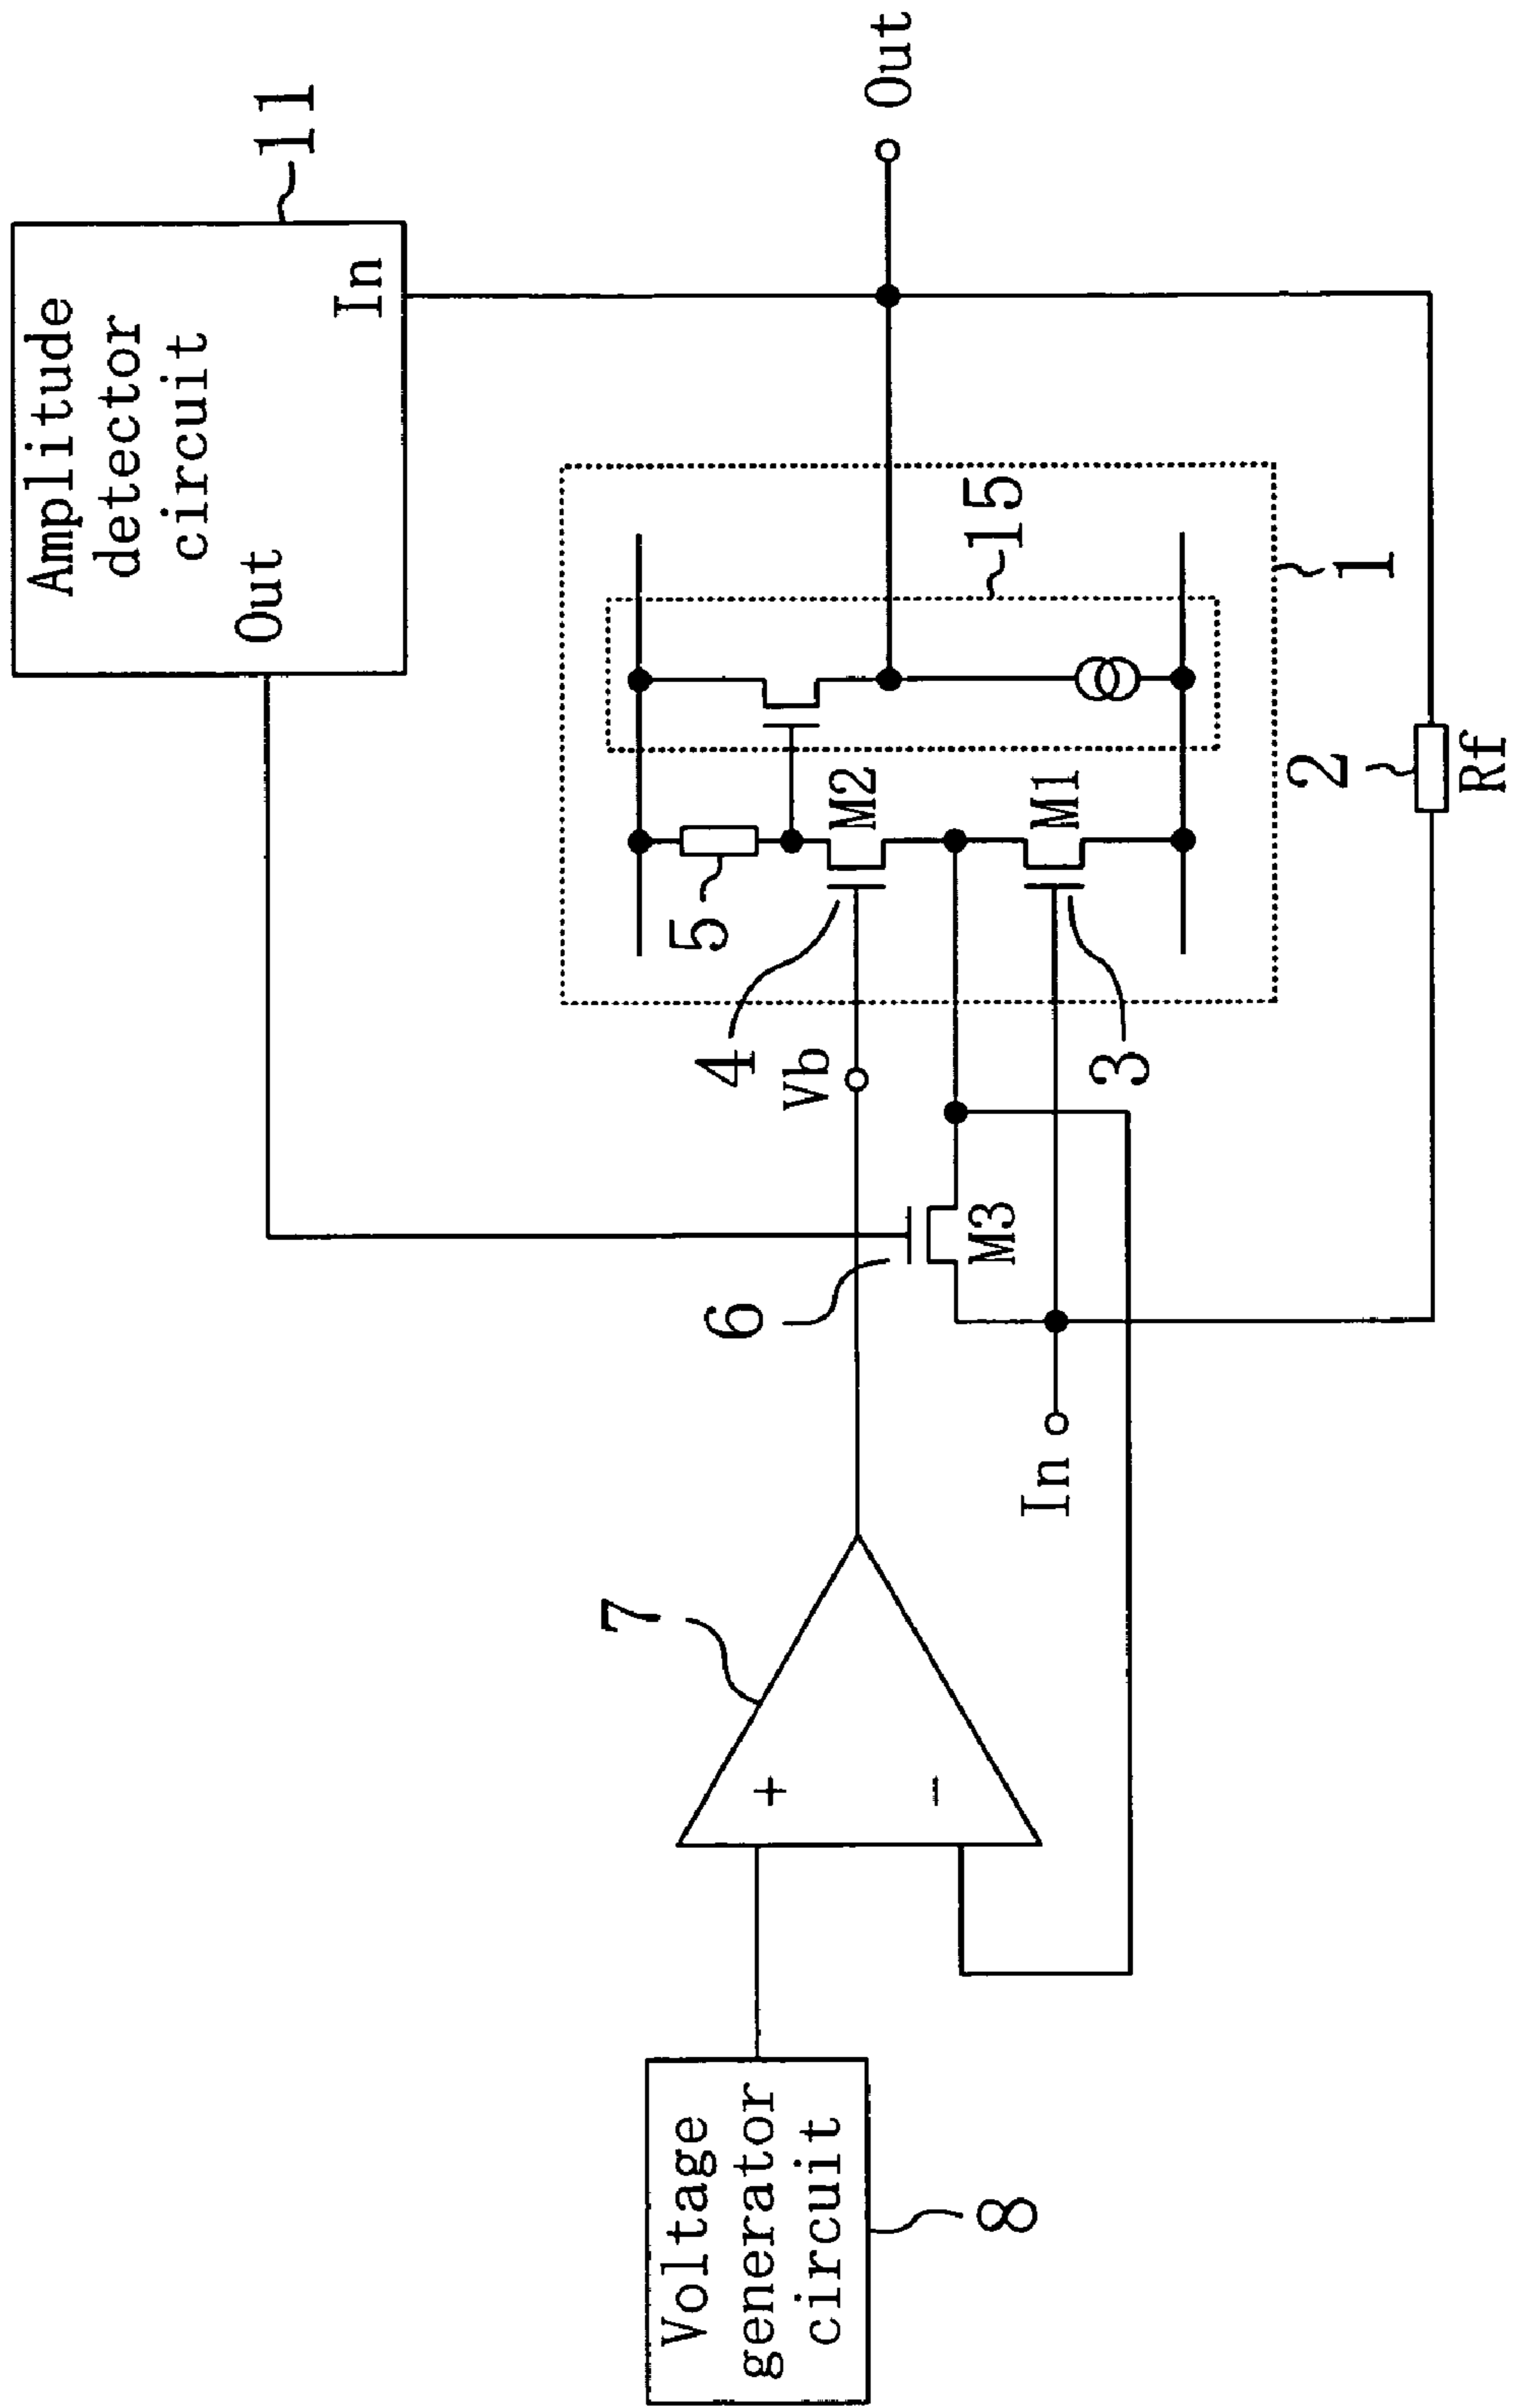 Amplitude
detector
circuit
Out
In
11
Out
15
1
5
M2
M1
4
3
Vb
6
M3
In
2
Rf
7
+
−
Voltage
generator
circuit
8